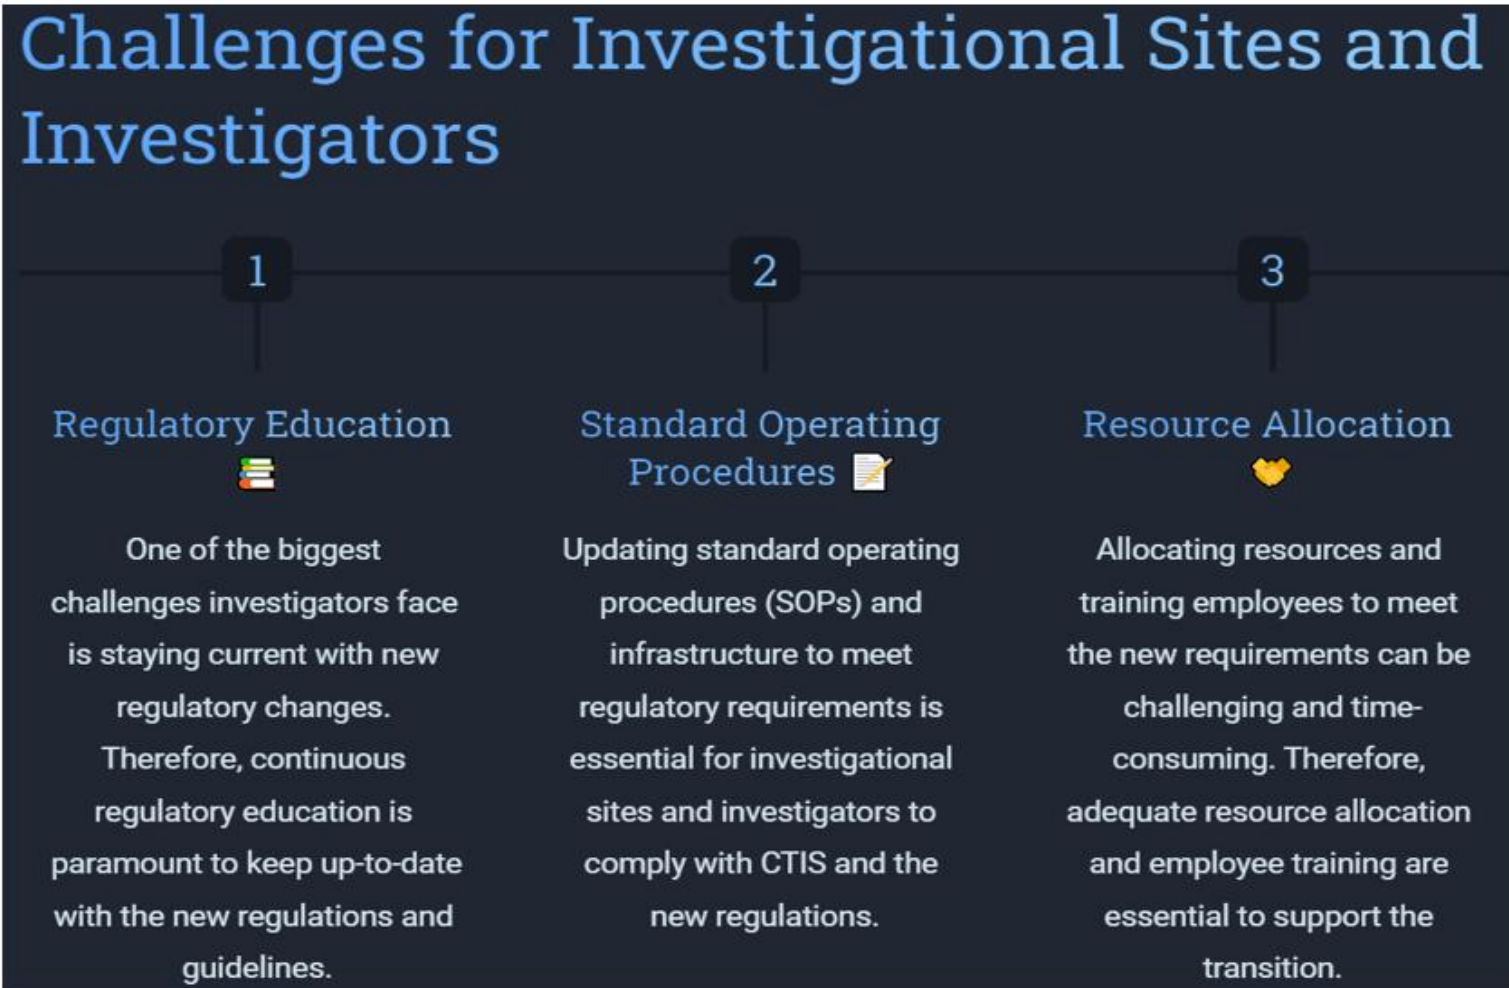 Challenges for Investigational Sites and
Investigators
1
2
3
Regulatory Education
One of the biggest
challenges investigators face
is staying current with new
regulatory changes.
Therefore, continuous
regulatory education is
paramount to keep up-to-date
with the new regulations and
guidelines.
Standard Operating
Procedures
Updating standard operating
procedures (SOPs) and
infrastructure to meet
regulatory requirements is
essential for investigational
sites and investigators to
comply with CTIS and the
new regulations.
Resource Allocation
Allocating resources and
training employees to meet
the new requirements can be
challenging and time-
consuming. Therefore,
adequate resource allocation
and employee training are
essential to support the
transition.